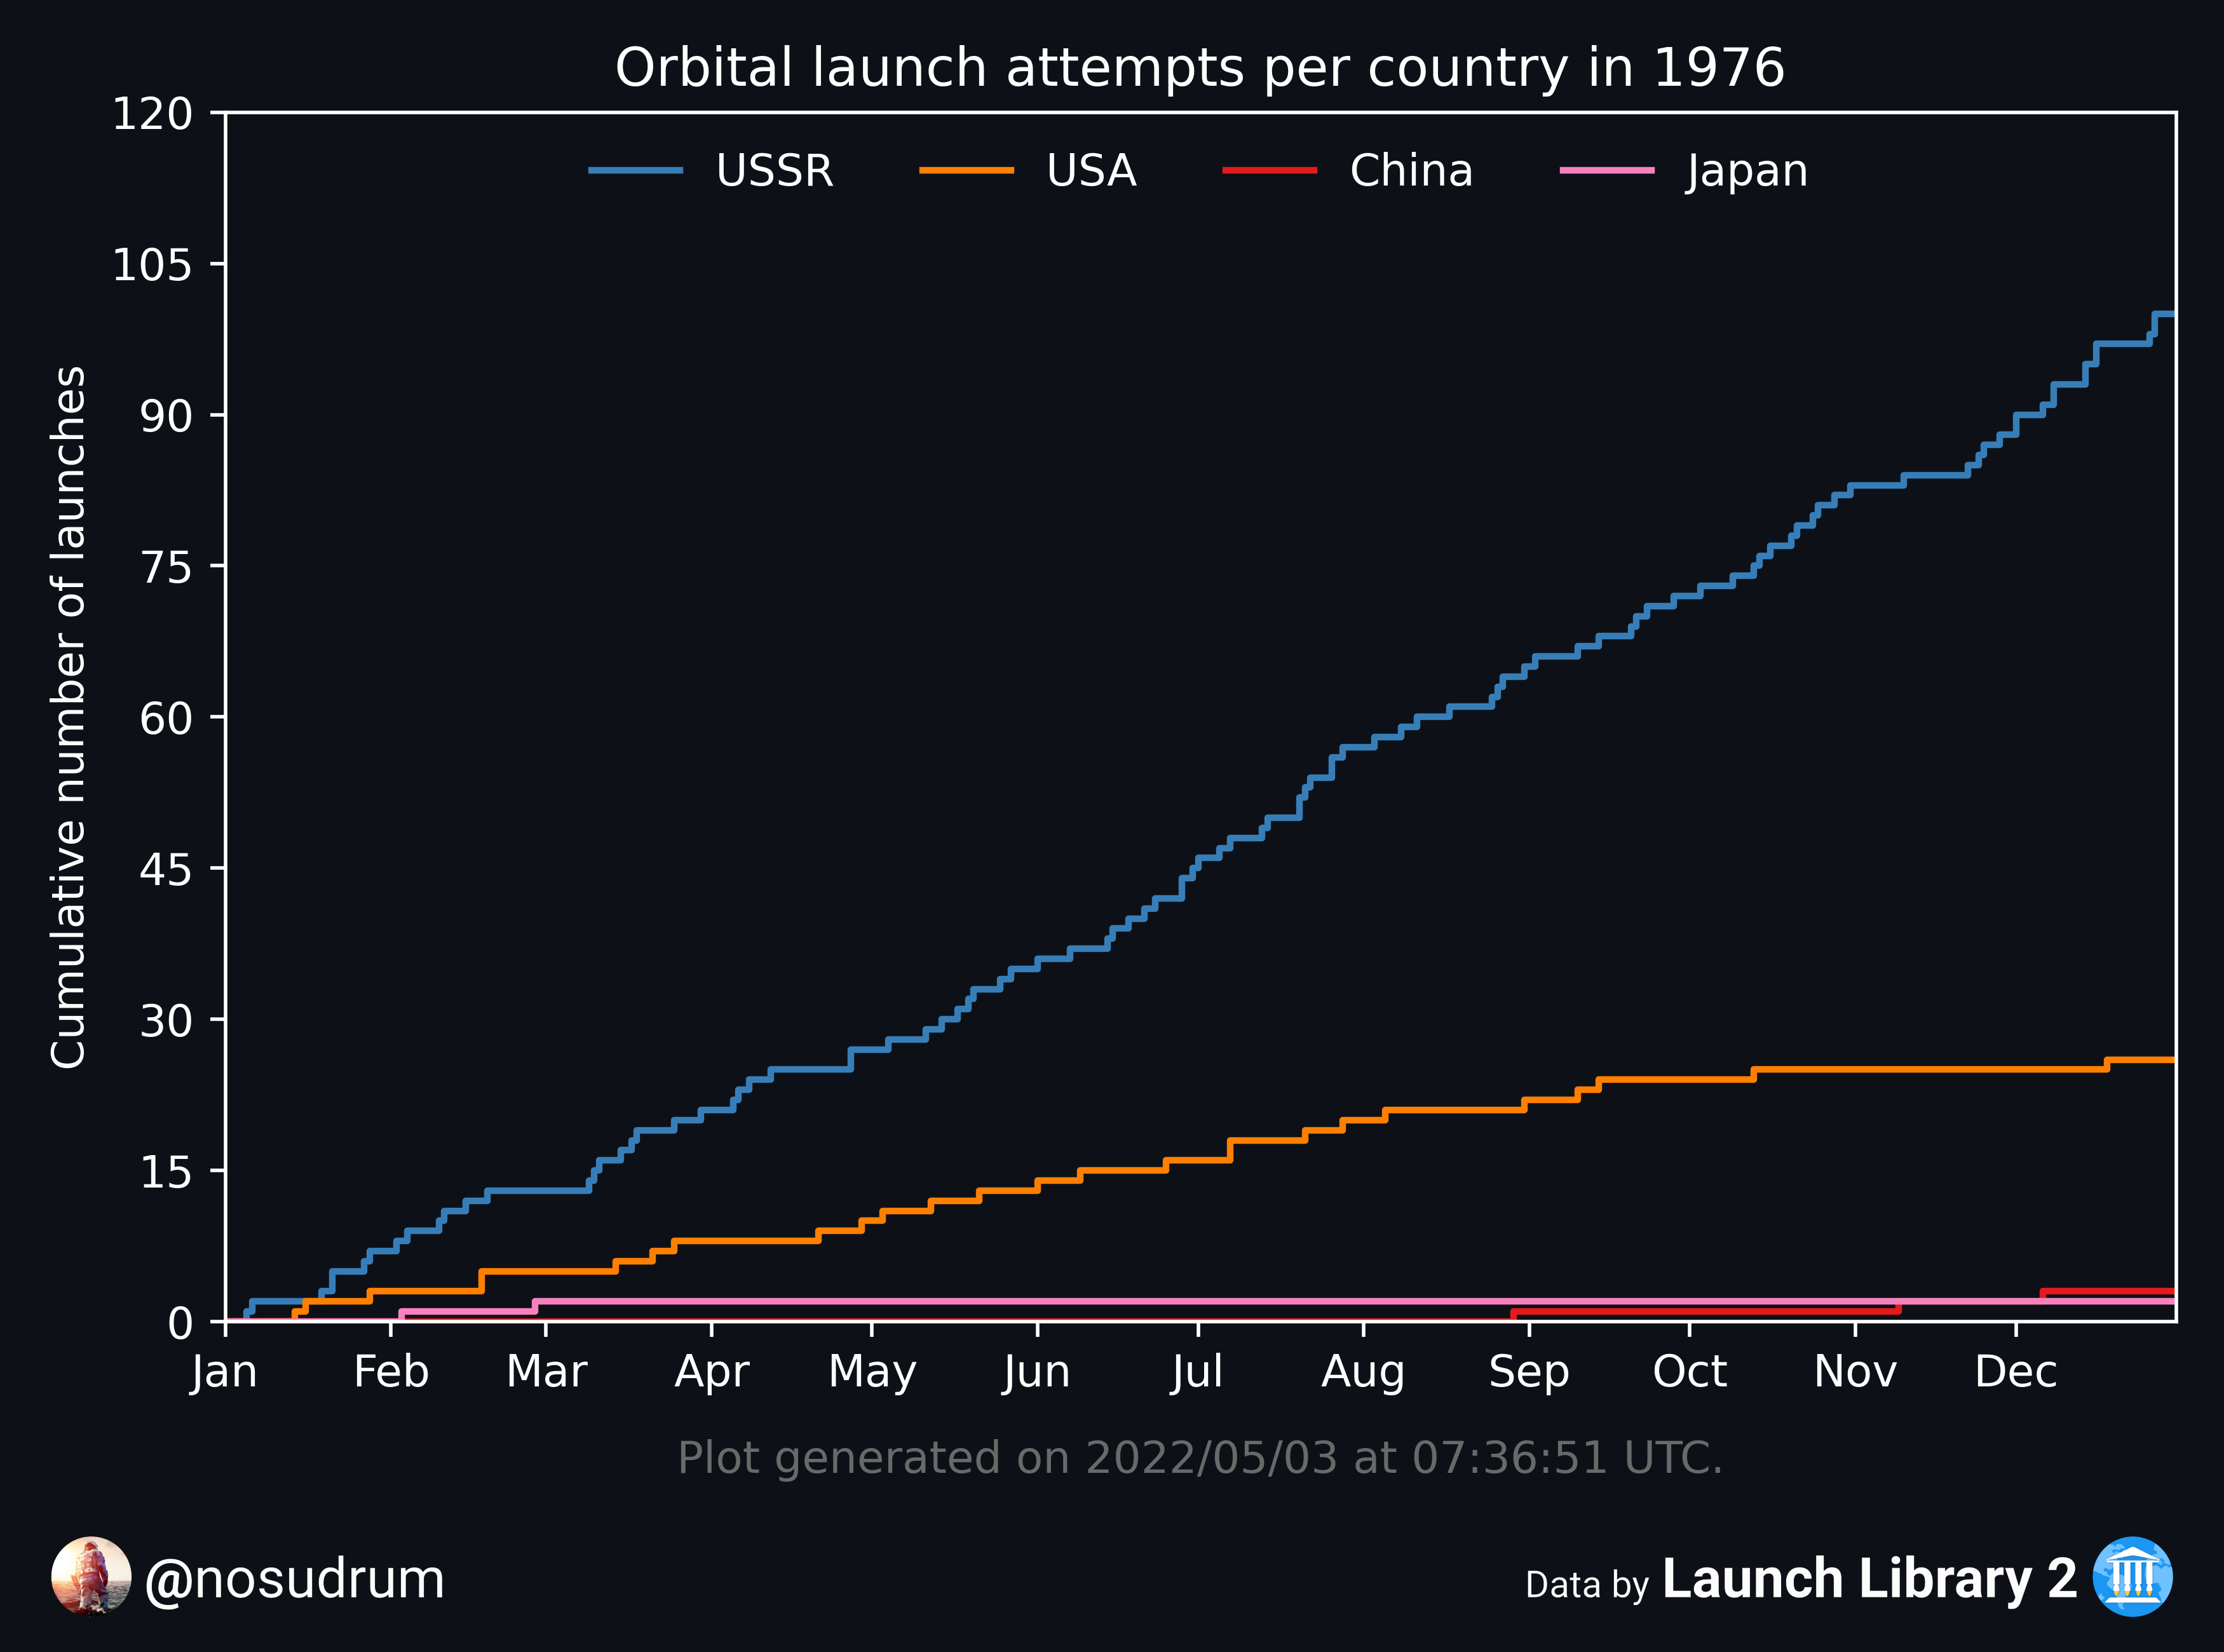 Orbital launch attempts per country in 1976
USSR USA China Japan
Cumulative number of launches
120
105
90
75
60
45
30
15
0
Jan Feb Mar Apr May Jun Jul Aug Sep Oct Nov Dec
Plot generated on 2022/05/03 at 07:36:51 UTC.
@nosudrum
Data by Launch Library 2